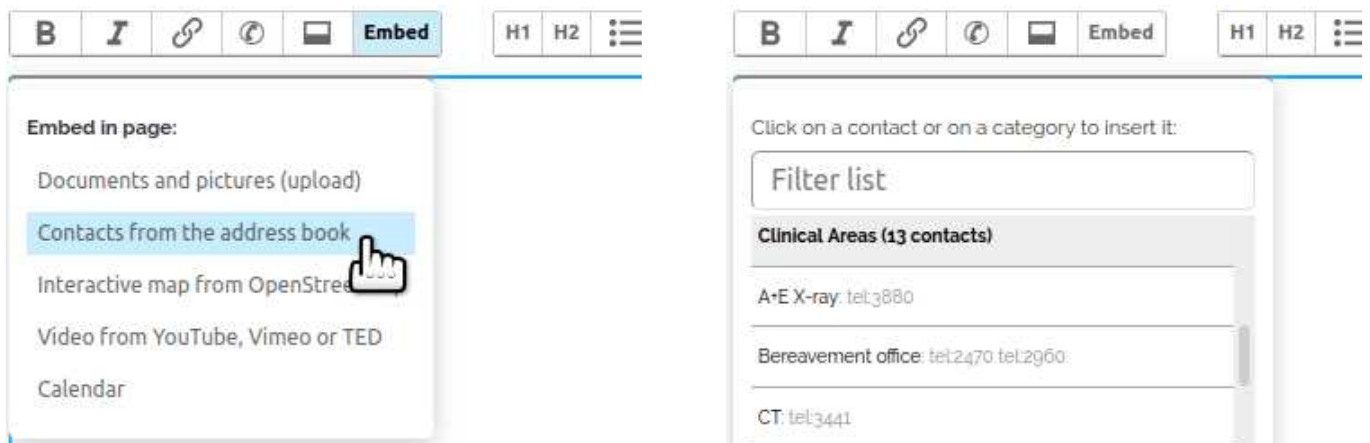 B I Embed H1 H2
Embed in page:
Documents and pictures (upload)
Contacts from the address book
Interactive map from OpenStree
Video from YouTube, Vimeo or TED
Calendar
B I Embed H1 H2
Click on a contact or on a category to insert it:
Filter list
Clinical Areas (13 contacts)
A+E X-ray: tel:3880
Bereavement office: tel:2470 tel:2960
CT: tel:3441